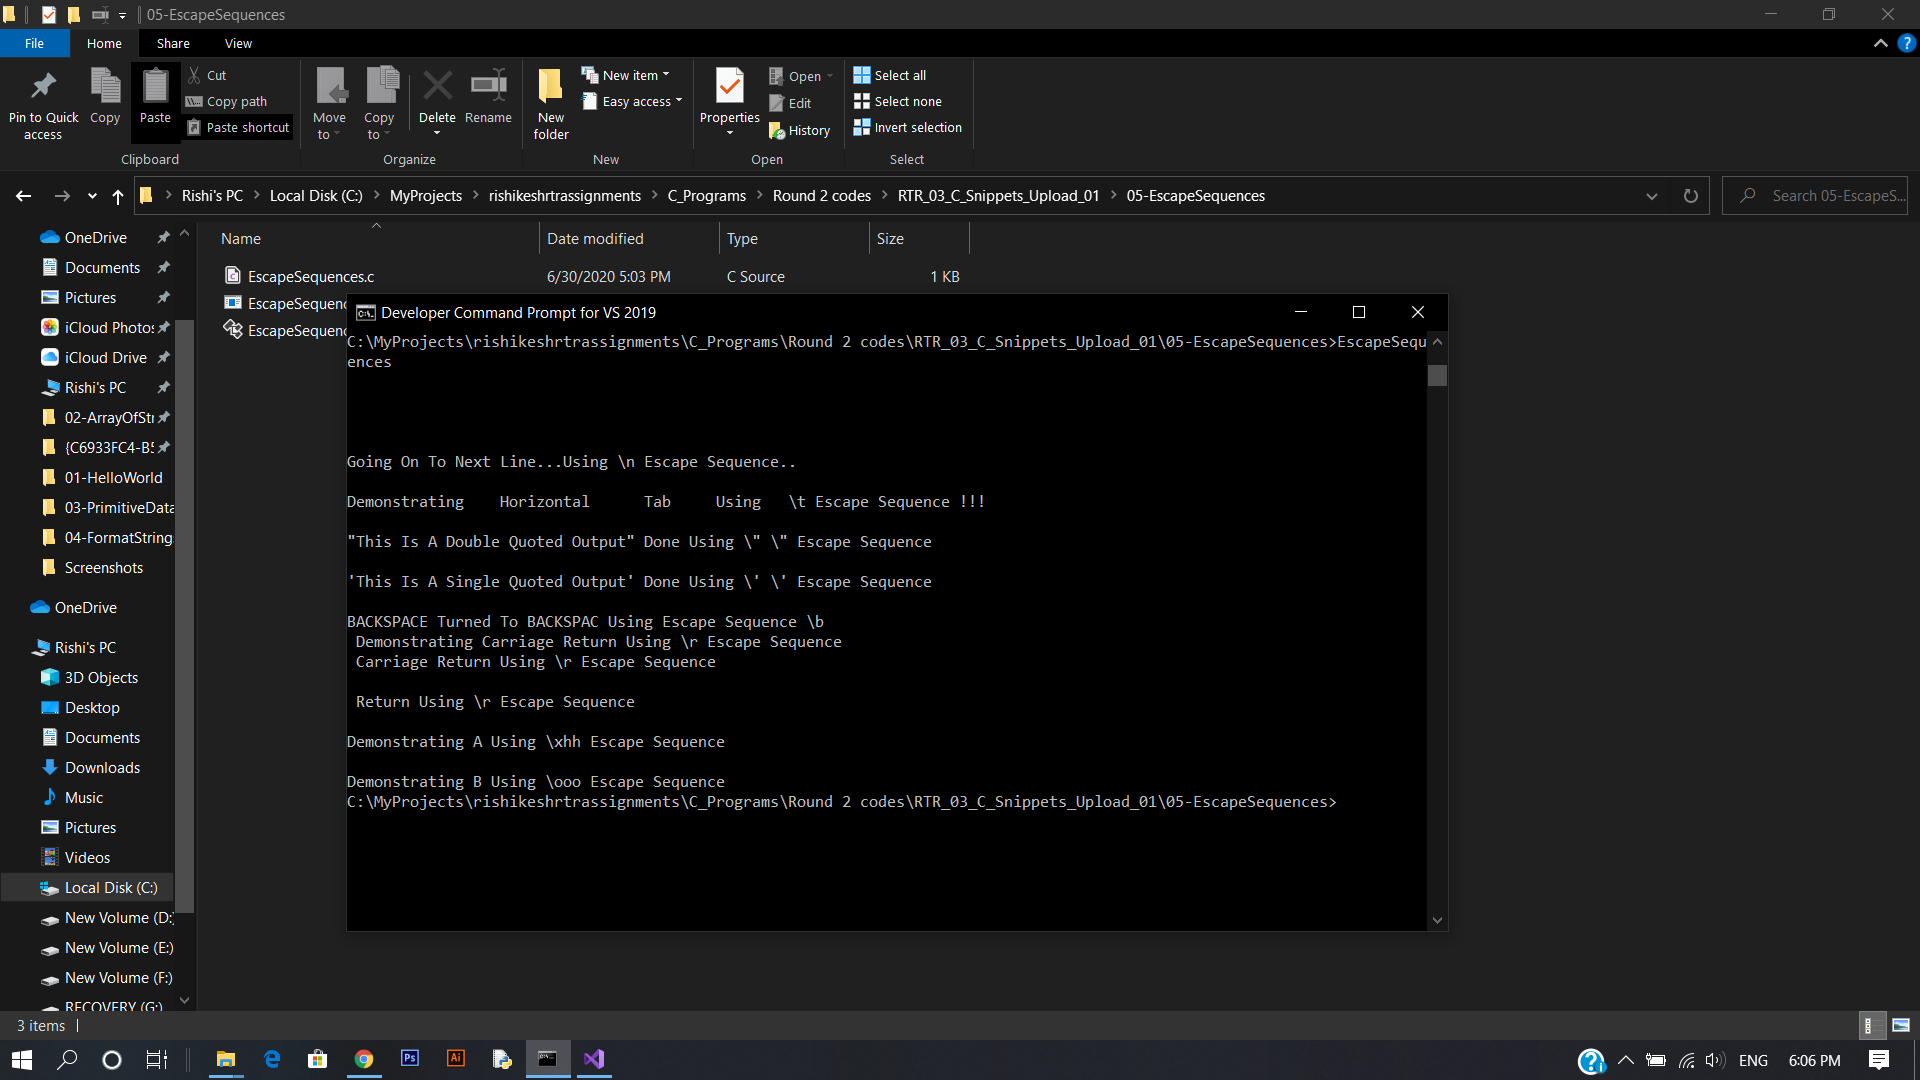 05-EscapeSequences
File Home Share View
Pin to Quick access
Copy
Paste
Cut
Copy path
Paste shortcut
Clipboard
Move to
Copy to
Delete
Rename
Organize
New folder
New item
Easy access
New
Properties
Open
Edit
History
Open
Select all
Select none
Invert selection
Select
Rishi's PC > Local Disk (C:) > MyProjects > rishikeshrtrassignments > C_Programs > Round 2 codes > RTR_03_C_Snippets_Upload_01 > 05-EscapeSequences
Search 05-EscapeS...
OneDrive
Documents
Pictures
iCloud Photos
iCloud Drive
Rishi's PC
02-ArrayOfStr
{C6933FC4-B5
01-HelloWorld
03-PrimitiveData
04-FormatString
Screenshots
OneDrive
Rishi's PC
3D Objects
Desktop
Documents
Downloads
Music
Pictures
Videos
Local Disk (C:)
New Volume (D:)
New Volume (E:)
New Volume (F:)
RECOVERY (G:)
Name Date modified Type Size
EscapeSequences.c 6/30/2020 5:03 PM C Source 1 KB
EscapeSequenc
EscapeSequenc
Developer Command Prompt for VS 2019
C:\MyProjects\rishikeshrtrassignments\C_Programs\Round 2 codes\RTR_03_C_Snippets_Upload_01\05-EscapeSequences>EscapeSequ
ences
Going On To Next Line...Using \n Escape Sequence..
Demonstrating    Horizontal      Tab     Using   \t Escape Sequence !!!
"This Is A Double Quoted Output" Done Using \" \" Escape Sequence
'This Is A Single Quoted Output' Done Using \' \' Escape Sequence
BACKSPACE Turned To BACKSPAC Using Escape Sequence \b
Demonstrating Carriage Return Using \r Escape Sequence
Carriage Return Using \r Escape Sequence
Return Using \r Escape Sequence
Demonstrating A Using \xhh Escape Sequence
Demonstrating B Using \ooo Escape Sequence
C:\MyProjects\rishikeshrtrassignments\C_Programs\Round 2 codes\RTR_03_C_Snippets_Upload_01\05-EscapeSequences>
3 items
Ps
Ai
ENG
6:06 PM